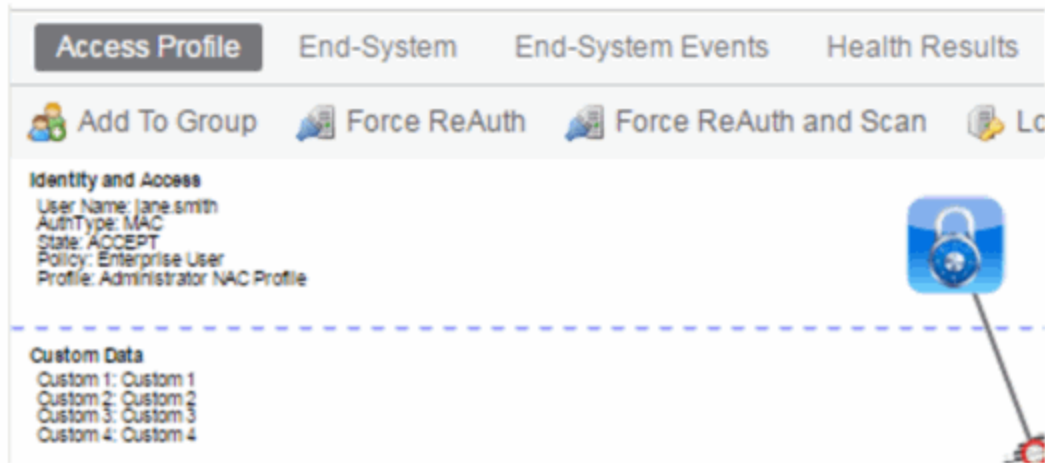 Access Profile End-System End-System Events Health Results
Add To Group Force ReAuth Force ReAuth and Scan
Identity and Access
User Name: jane.smith
AuthType: MAC
State: ACCEPT
Policy: Enterprise User
Profile: Administrator NAC Profile
Custom Data
Custom 1: Custom 1
Custom 2: Custom 2
Custom 3: Custom 3
Custom 4: Custom 4